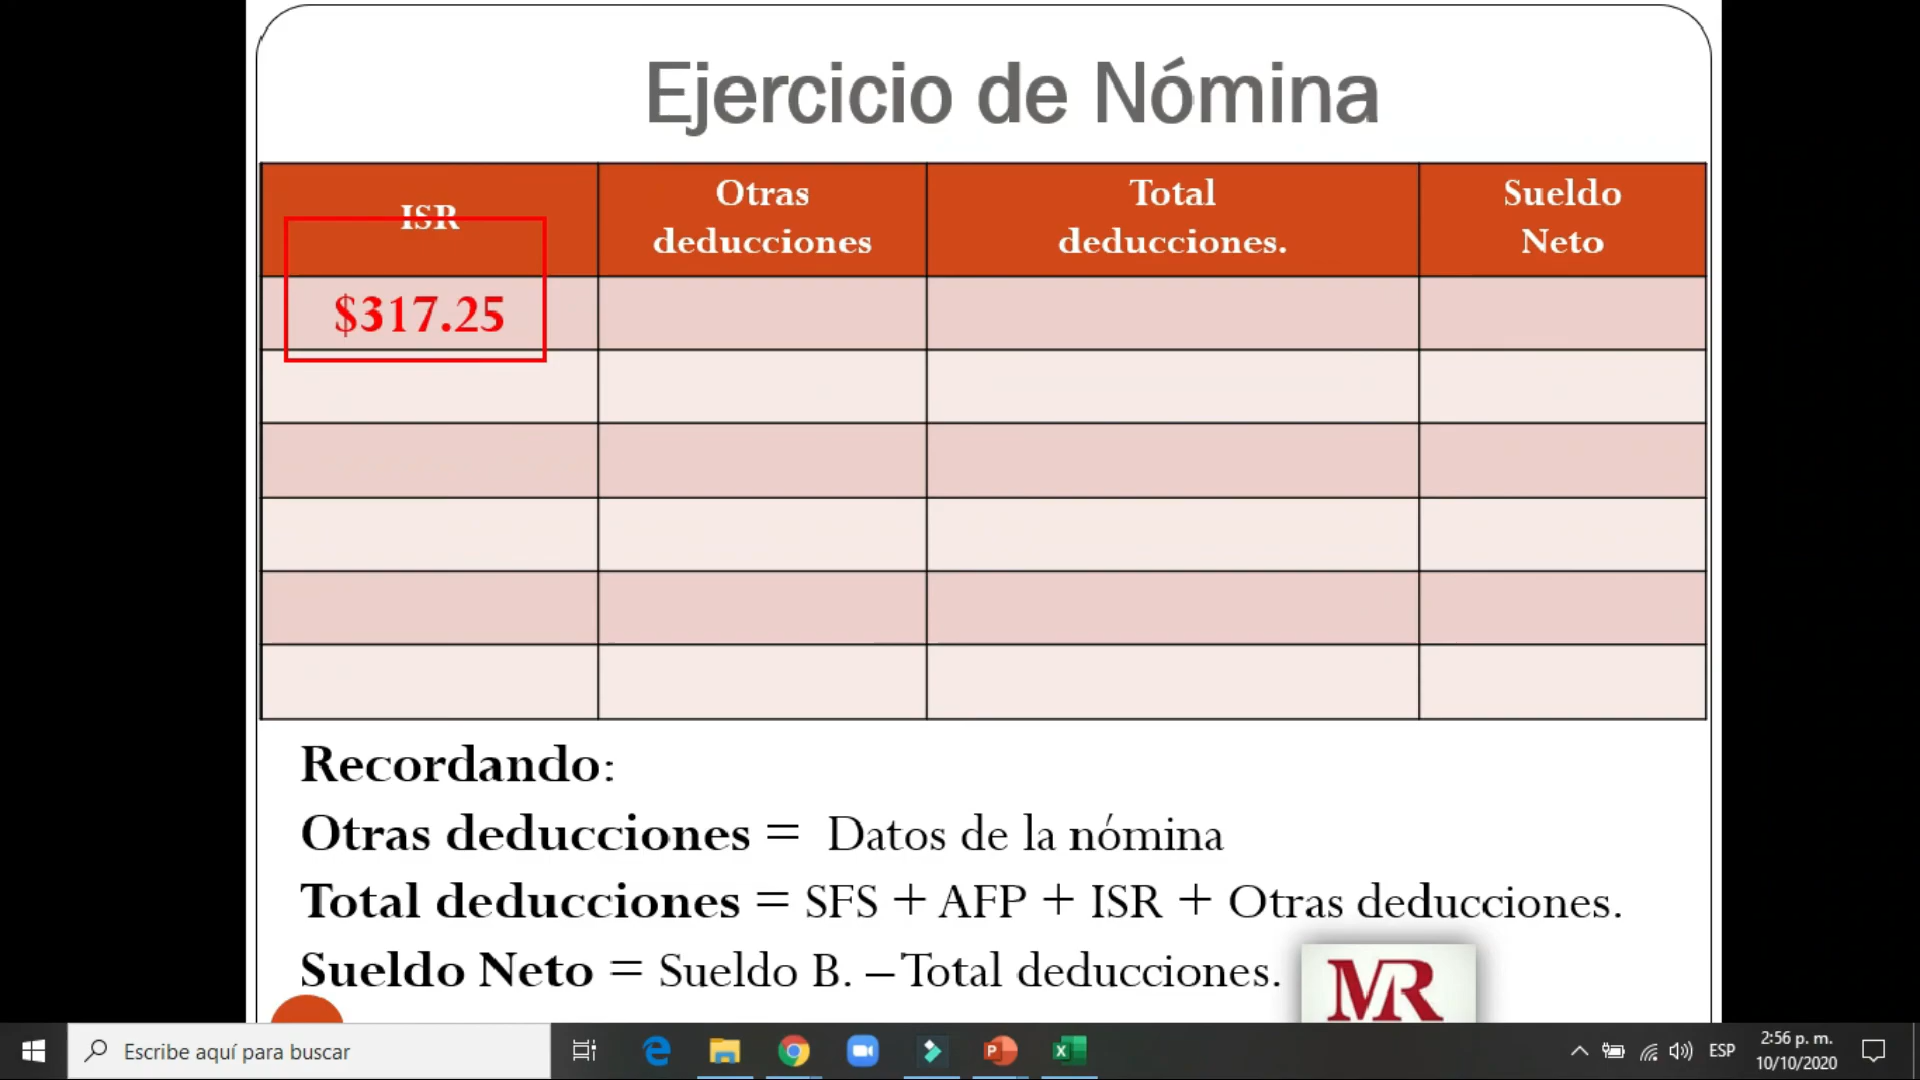 Ejercicio de Nómina
ISR
Otras
deducciones
Total
deducciones.
Sueldo
Neto
$317.25
Recordando:
Otras deducciones = Datos de la nómina
Total deducciones = SFS + AFP + ISR + Otras deducciones.
Sueldo Neto = Sueldo B. – Total deducciones.
MR
Escribe aquí para buscar
ESP
2:56 p. m.
10/10/2020